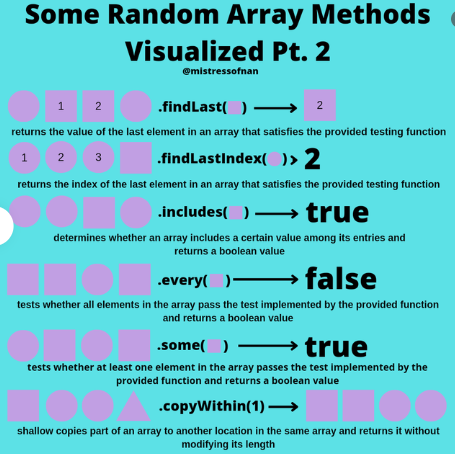 Some Random Array Methods
Visualized Pt. 2
@mistressofnan
1 2 .findLast( ) 2
returns the value of the last element in an array that satisfies the provided testing function
1 2 3 .findLastIndex( ) 2
returns the index of the last element in an array that satisfies the provided testing function
.includes( ) true
determines whether an array includes a certain value among its entries and
returns a boolean value
.every( ) false
tests whether all elements in the array pass the test implemented by the provided function
and returns a boolean value
.some( ) true
tests whether at least one element in the array passes the test implemented by the
provided function and returns a boolean value
.copyWithin(1)
shallow copies part of an array to another location in the same array and returns it without
modifying its length